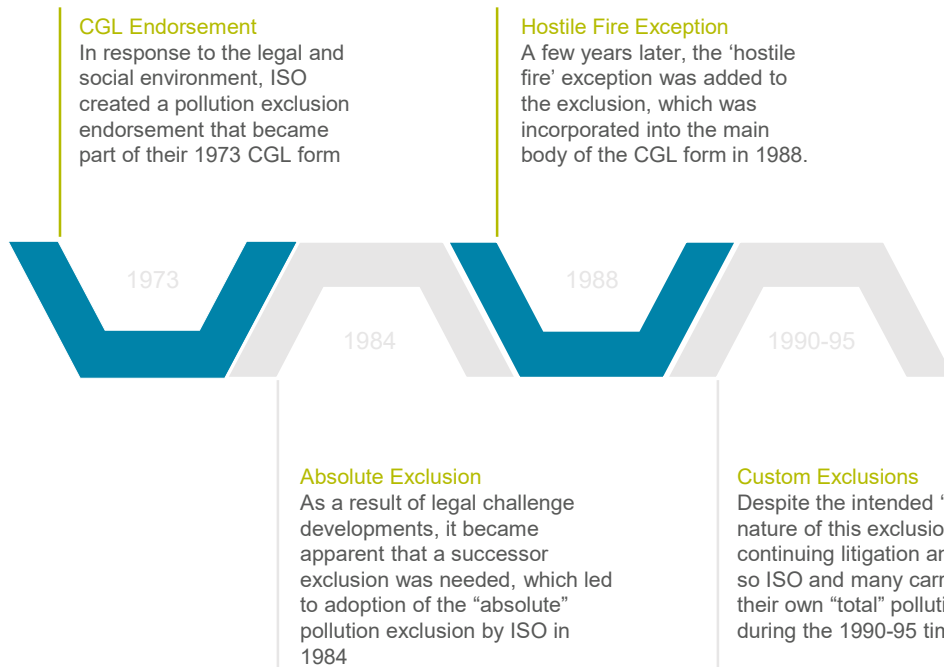 CGL Endorsement
In response to the legal and
social environment, ISO
created a pollution exclusion
endorsement that became
part of their 1973 CGL form
Hostile Fire Exception
A few years later, the ‘hostile
fire’ exception was added to
the exclusion, which was
incorporated into the main
body of the CGL form in 1988.
1973
1984
1988
1990-95
Absolute Exclusion
As a result of legal challenge
developments, it became
apparent that a successor
exclusion was needed, which led
to adoption of the “absolute”
pollution exclusion by ISO in
1984
Custom Exclusions
Despite the intended
nature of this
continuing litigation
so ISO and many
their own “total”
during the 1990-95